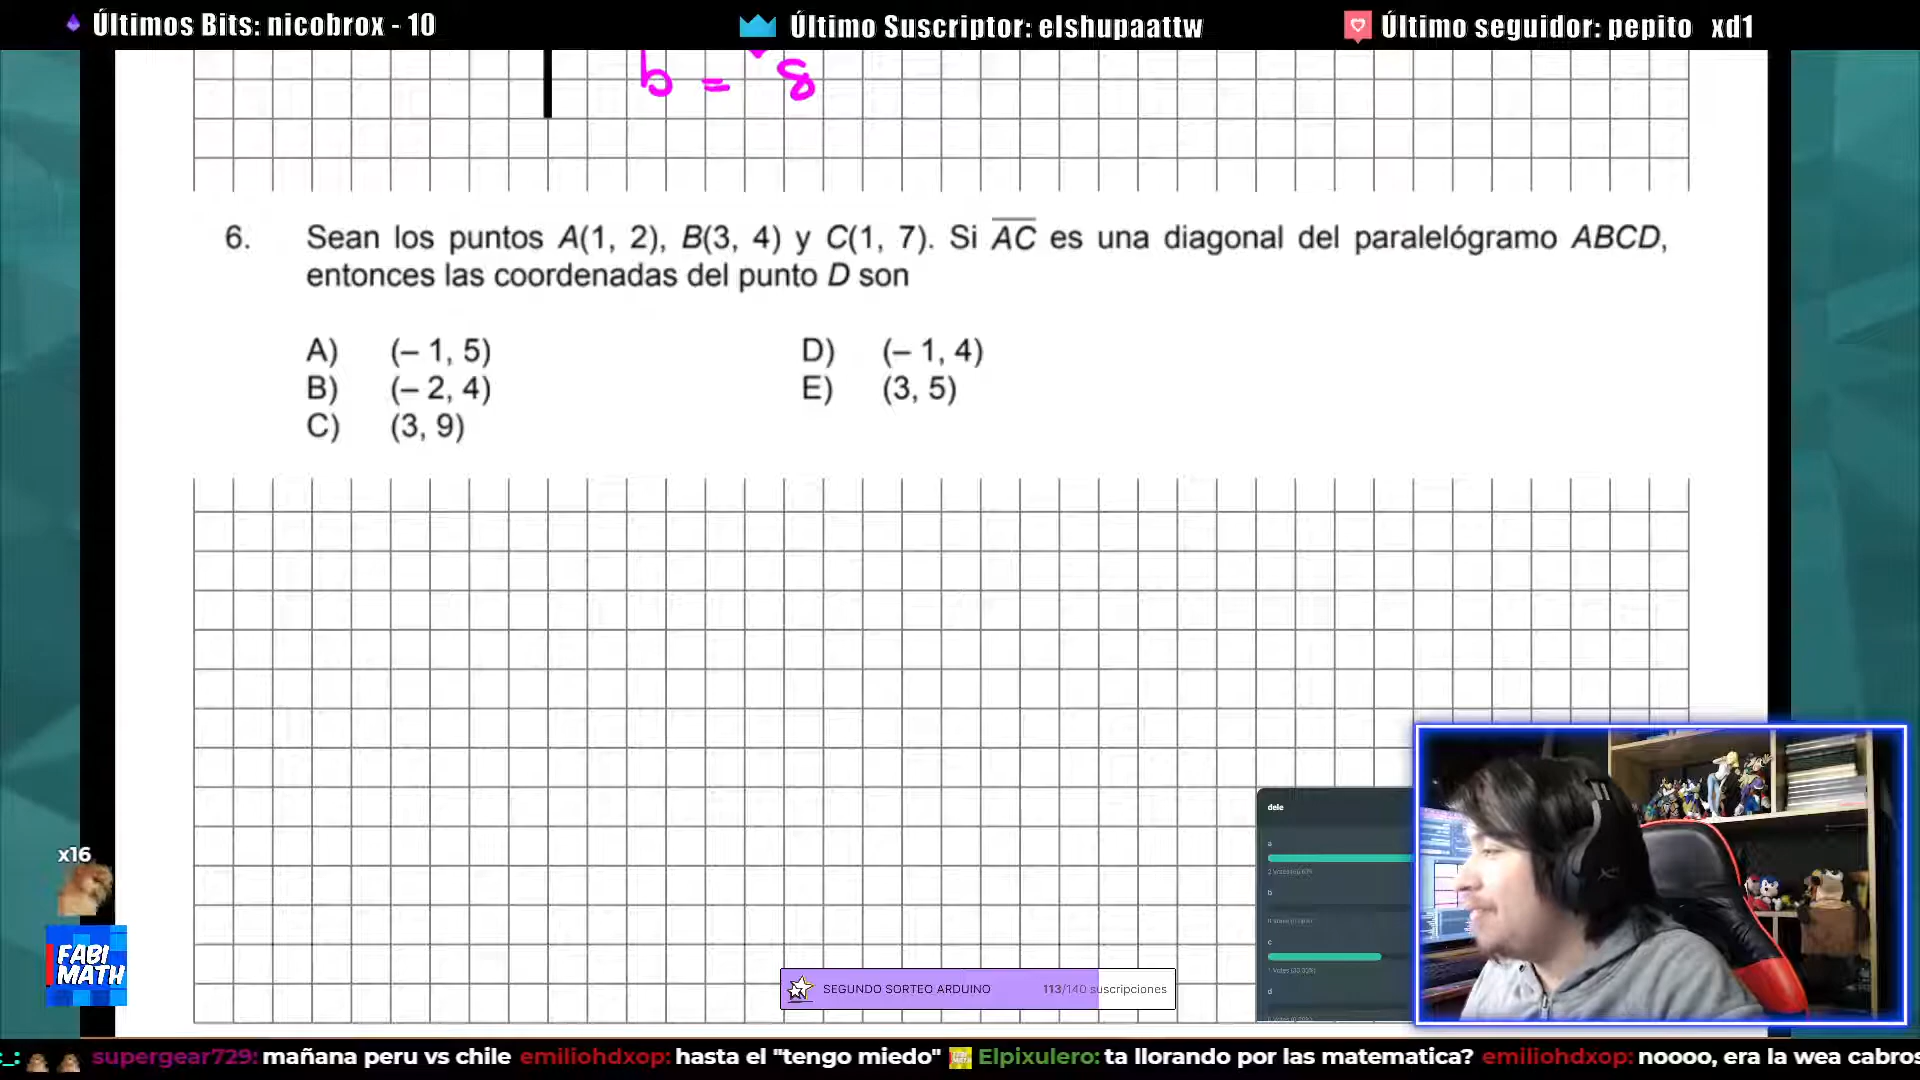 Últimos Bits: nicobrox - 10
Último Suscriptor: elshupaattw
Último seguidor: pepito_xd1
b = 8
6. Sean los puntos A(1, 2), B(3, 4) y C(1, 7). Si AC es una diagonal del paralelógramo ABCD,
entonces las coordenadas del punto D son
A) (– 1, 5)
B) (– 2, 4)
C) (3, 9)
D) (– 1, 4)
E) (3, 5)
dele
a
b
c
d
x16
FABI
MATH
SEGUNDO SORTEO ARDUINO 113/140 suscripciones
supergear729: mañana peru vs chile emiliohdxop: hasta el "tengo miedo" Elpixulero: ta llorando por las matematica? emiliohdxop: noooo, era la wea cabros